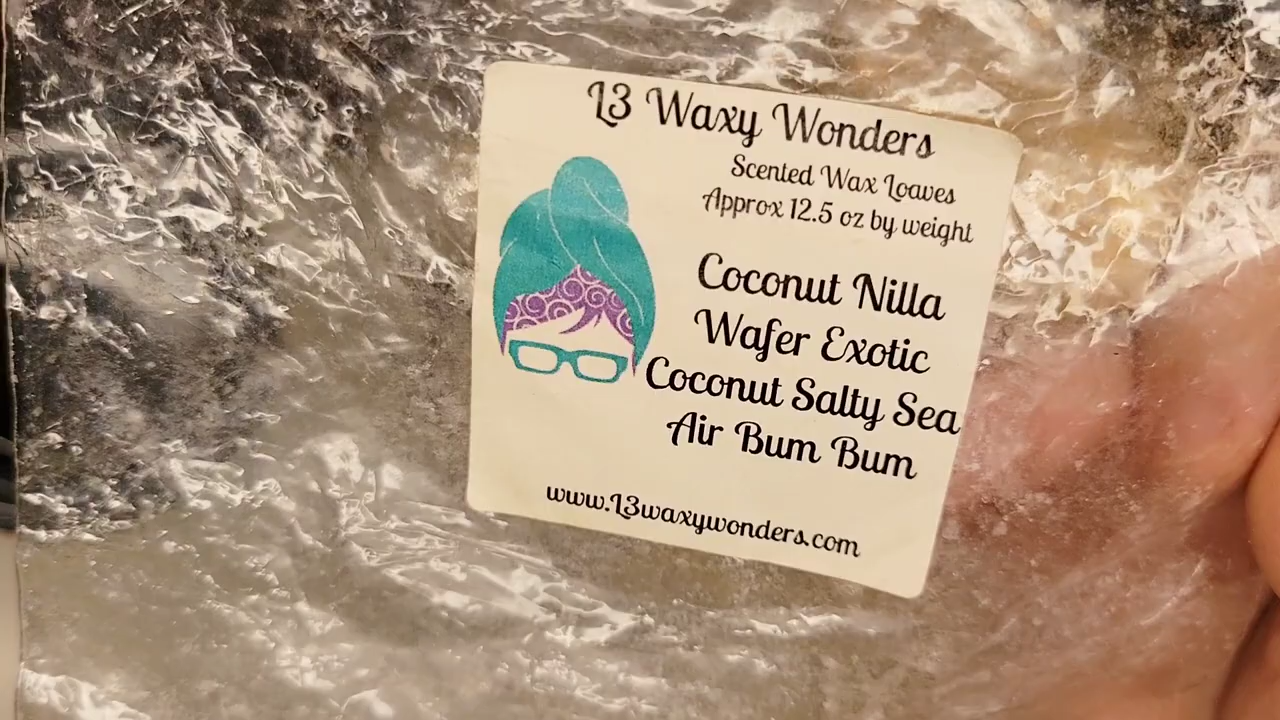 L3 Waxy Wonders
Scented Wax Loaves
Approx 12.5 oz by weight
Coconut Nilla
Wafer Exotic
Coconut Salty Sea
Air Bum Bum
www.L3waxywonders.com